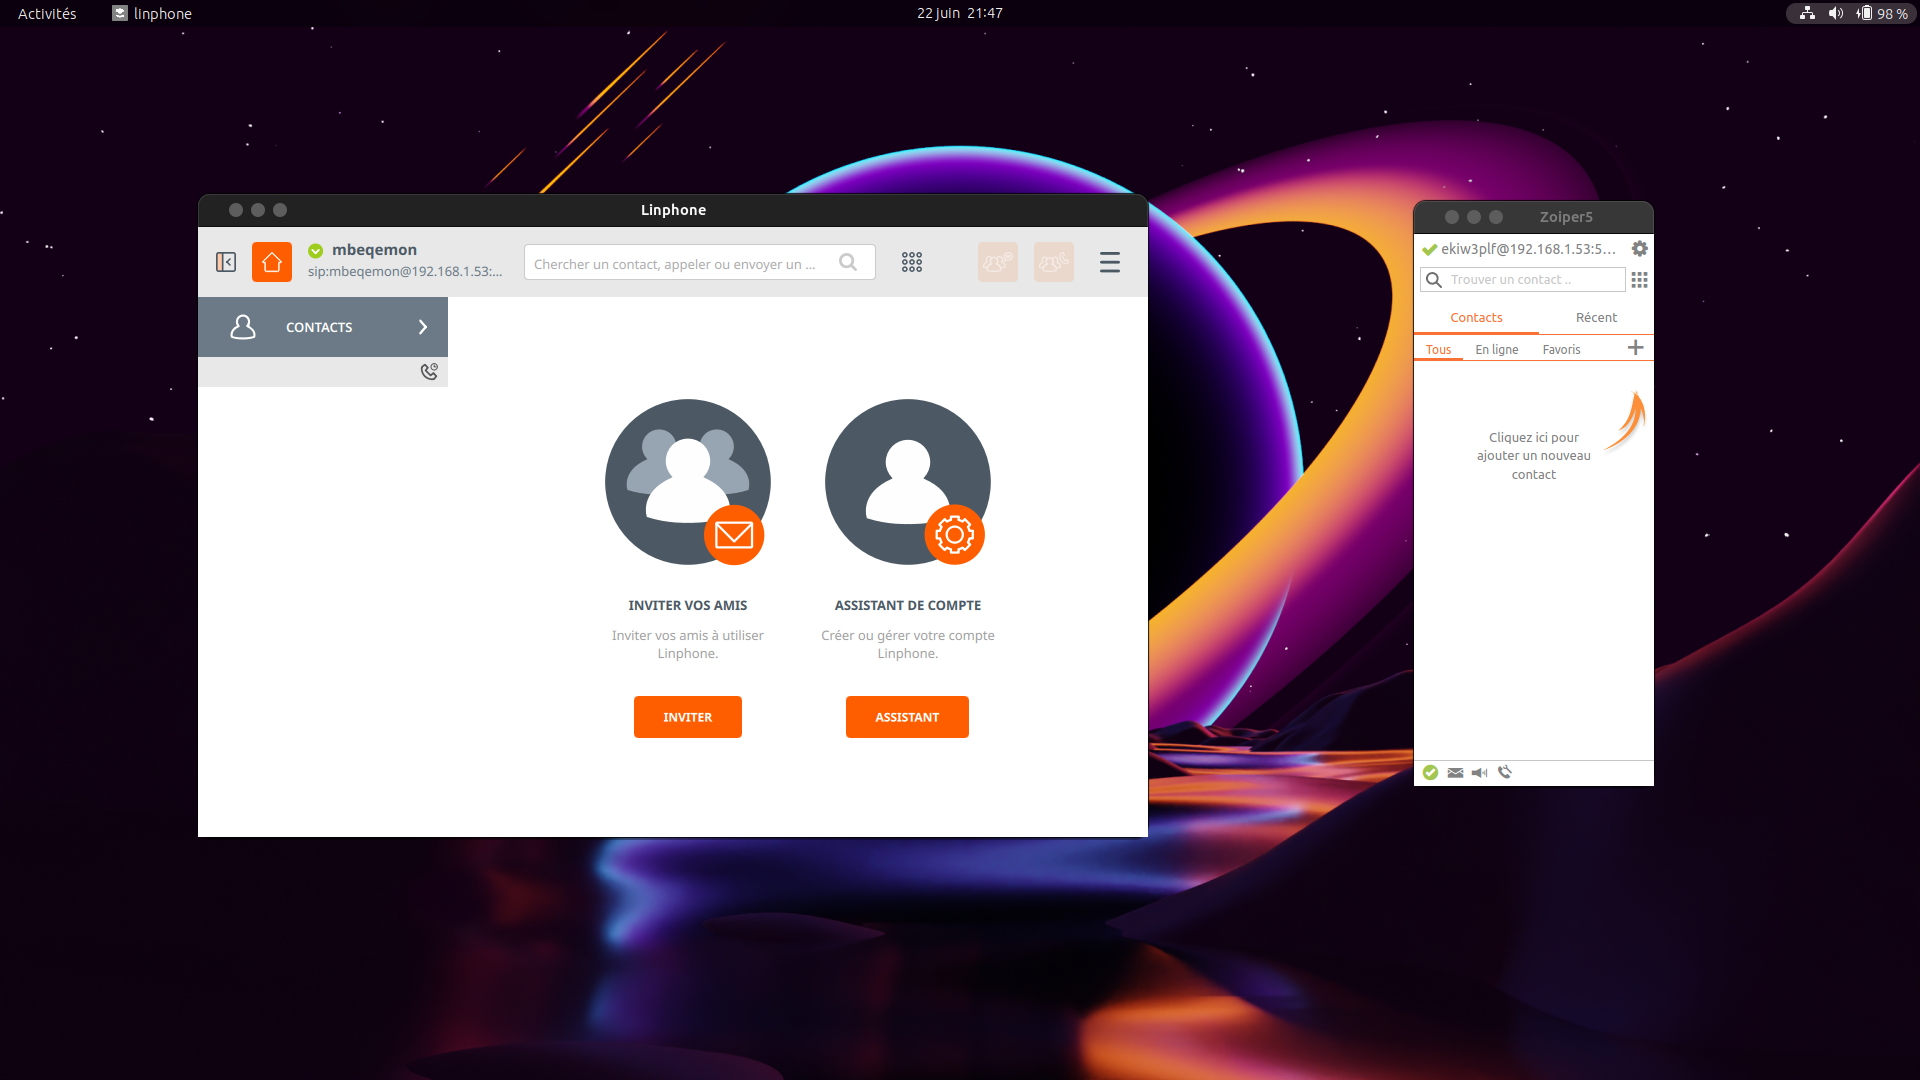 Activités
linphone
22 juin 21:47
98 %
Linphone
mbeqemon
sip:mbeqemon@192.168.1.53:...
Chercher un contact, appeler ou envoyer un ...
CONTACTS
INVITER VOS AMIS
Inviter vos amis à utiliser
Linphone.
INVITER
ASSISTANT DE COMPTE
Créer ou gérer votre compte
Linphone.
ASSISTANT
Zoiper5
ekiw3plf@192.168.1.53:5...
Trouver un contact ..
Contacts
Récent
Tous
En ligne
Favoris
Cliquez ici pour
ajouter un nouveau
contact